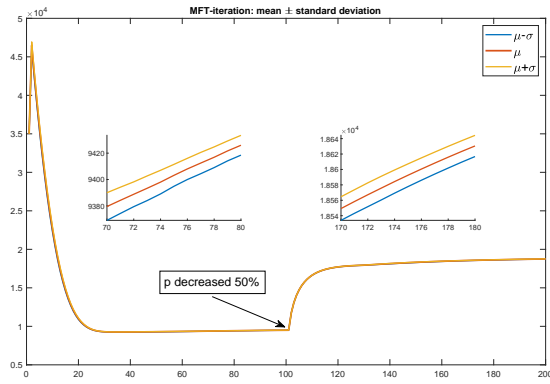 MFT-iteration: mean ± standard deviation
5 ×10⁴
4.5
4
3.5
3
2.5
2
1.5
1
0.5
0 20 40 60 80 100 120 140 160 180 200
μ-σ
μ
μ+σ
9420
9400
9380
70 72 74 76 78 80
1.864 ×10⁴
1.862
1.86
1.858
1.856
1.854
170 172 174 176 178 180
p decreased 50%